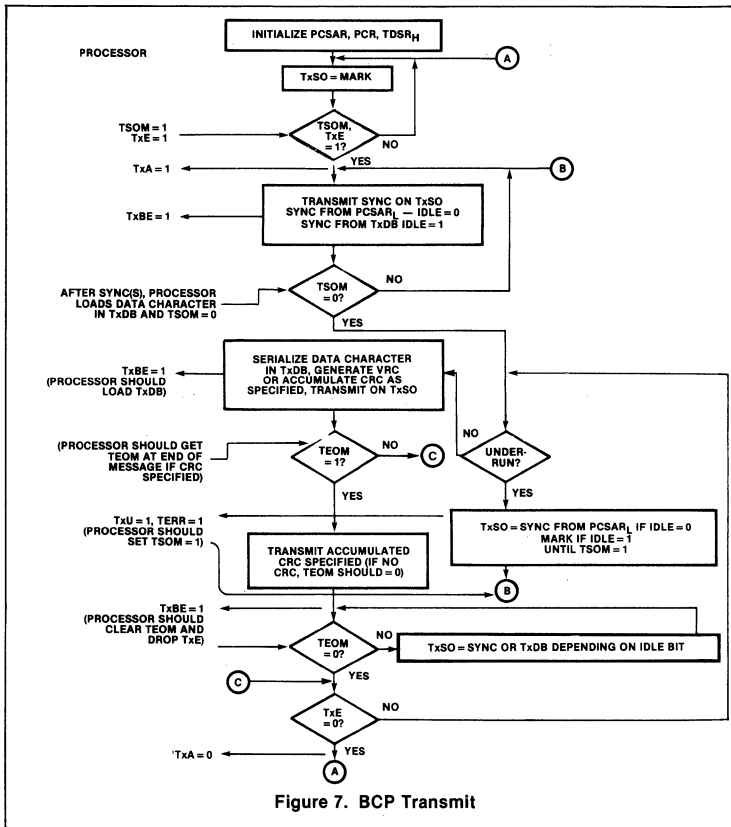 INITIALIZE PCSAR, PCR, TDSRH
PROCESSOR
A
TxSO = MARK
TSOM = 1
TxE = 1
TSOM,
TxE
= 1?
NO
YES
TxA = 1
B
TRANSMIT SYNC ON TxSO
SYNC FROM PCSARL — IDLE = 0
SYNC FROM TxDB IDLE = 1
TxBE = 1
AFTER SYNC(S), PROCESSOR
LOADS DATA CHARACTER
IN TxDB AND TSOM = 0
TSOM
= 0?
NO
YES
SERIALIZE DATA CHARACTER
IN TxDB, GENERATE VRC
OR ACCUMULATE CRC AS
SPECIFIED, TRANSMIT ON TxSO
TxBE = 1
(PROCESSOR SHOULD
LOAD TxDB)
NO
UNDER-
RUN?
YES
(PROCESSOR SHOULD GET
TEOM AT END OF
MESSAGE IF CRC
SPECIFIED)
TEOM
= 1?
NO
C
YES
TxU = 1, TERR = 1
(PROCESSOR SHOULD
SET TSOM = 1)
TxSO = SYNC FROM PCSARL IF IDLE = 0
MARK IF IDLE = 1
UNTIL TSOM = 1
TRANSMIT ACCUMULATED
CRC SPECIFIED (IF NO
CRC, TEOM SHOULD = 0)
B
TxBE = 1
(PROCESSOR SHOULD
CLEAR TEOM AND
DROP TxE)
TEOM
= 0?
NO
TxSO = SYNC OR TxDB DEPENDING ON IDLE BIT
YES
C
TxE
= 0?
NO
YES
TxA = 0
A
Figure 7. BCP Transmit